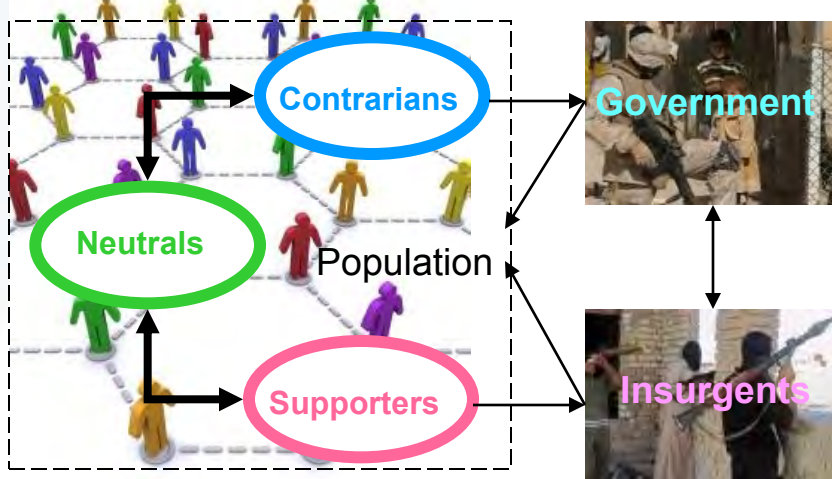 Contrarians
Government
Neutrals
Population
Supporters
Insurgents